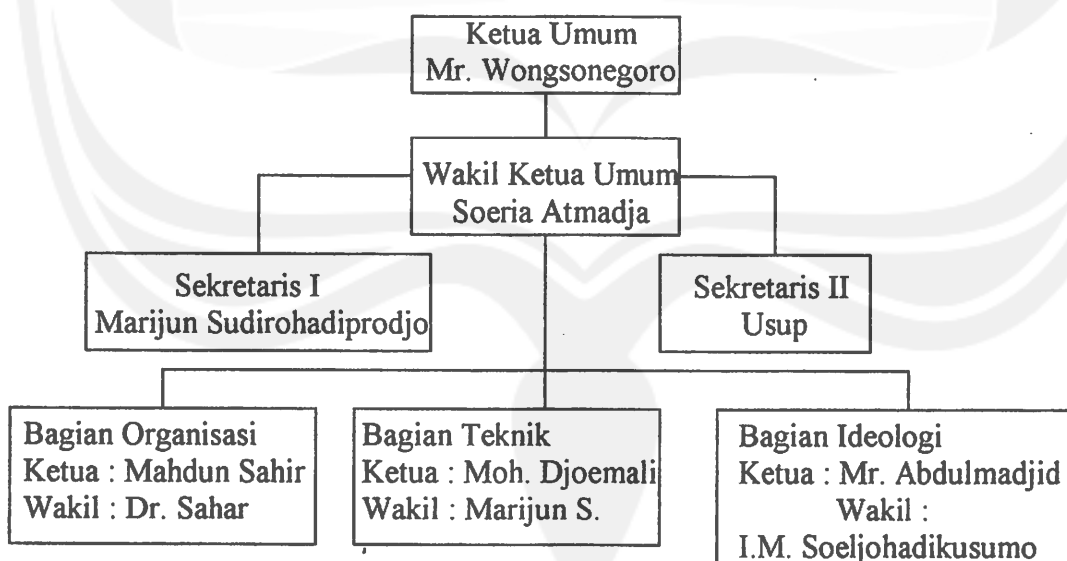 Ketua Umum
Mr. Wongsonegoro
Wakil Ketua Umum
Soeria Atmadja
Sekretaris I
Marijun Sudirohadiprodjo
Sekretaris II
Usup
Bagian Organisasi
Ketua : Mahdun Sahir
Wakil : Dr. Sahar
Bagian Teknik
Ketua : Moh. Djoemali
Wakil : Marijun S.
Bagian Ideologi
Ketua : Mr. Abdulmadjid
Wakil :
I.M. Soeljohadikusumo